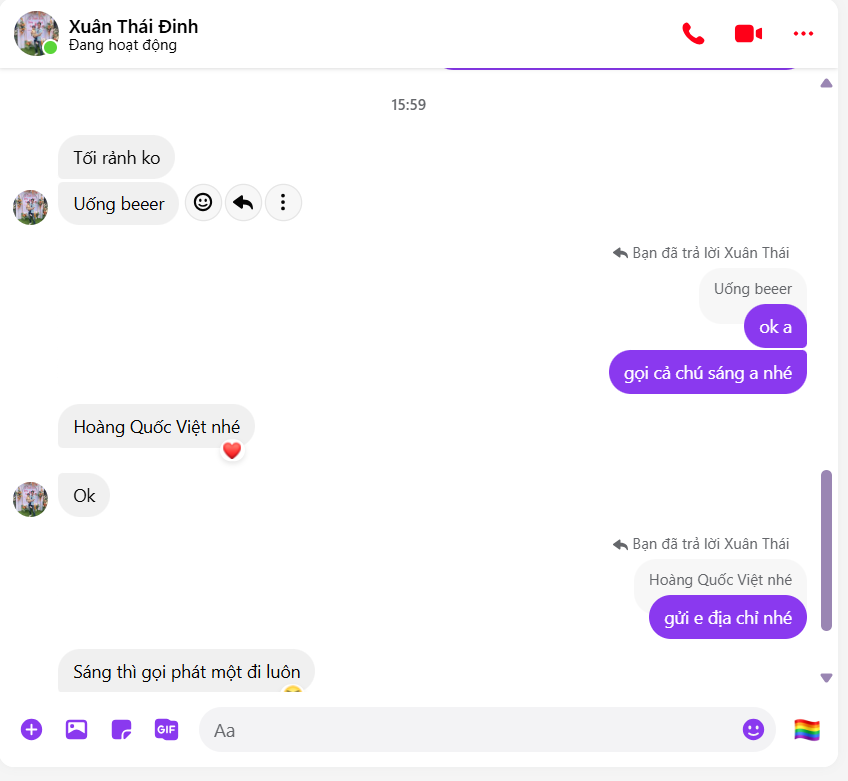 Xuân Thái Đinh
Đang hoạt động
15:59
Tối rảnh ko
Uống beeer
Bạn đã trả lời Xuân Thái
Uống beeer
ok a
gọi cả chú sáng a nhé
Hoàng Quốc Việt nhé
Ok
Bạn đã trả lời Xuân Thái
Hoàng Quốc Việt nhé
gửi e địa chỉ nhé
Sáng thì gọi phát một đi luôn
GIF
Aa